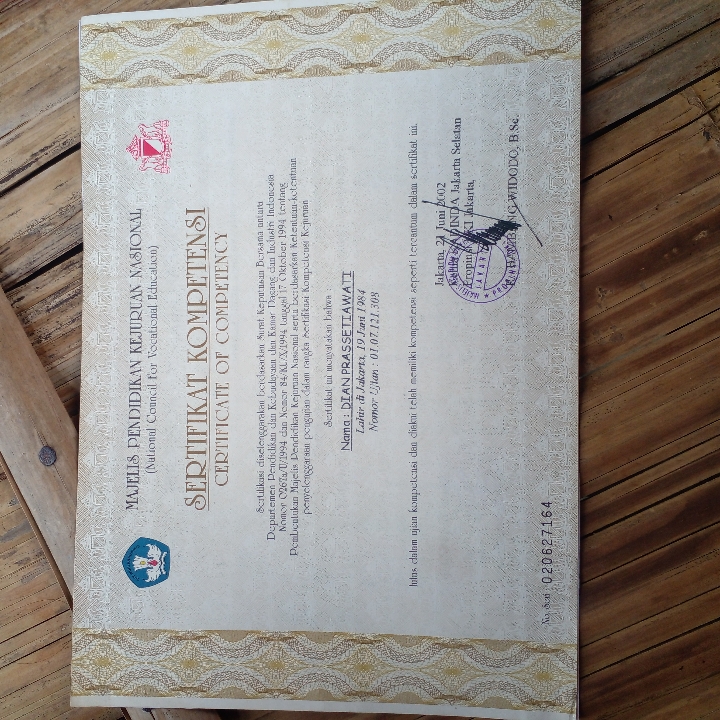 MAJELIS PENDIDIKAN KEJURUAN NASIONAL
(National Council For Vocational Education)
SERTIFIKAT KOMPETENSI
CERTIFICATE OF COMPETENCY
Sertifikasi diselenggarakan berdasarkan Surat Keputusan Bersama antara
Departemen Pendidikan dan Kebudayaan dan Kamar Dagang dan Industri Indonesia
Nomor 0267a/U/1994 dan Nomor 84/KU/X/1994 tanggal 17 Oktober 1994 tentang
Pembentukan Majelis Pendidikan Kejuruan Nasional serta berdasarkan Ketentuan-ketentuan
penyelenggaraan pengujian dalam rangka Sertifikasi Kompetensi Kejuruan
Sertifikat ini menyatakan bahwa
Nama : DIAN PRASSETIAWATI
Lahir di Jakarta, 19 Juni 1984
Nomor Ujian : 01.07.121.308
lulus dalam ujian kompetensi dan diakui telah memiliki kompetensi seperti tercantum dalam sertifikat ini.
Jakarta, 21 Juni 2002
Jakarta Selatan
Jakarta,
WIDODO, B Sc.
No. Seri : 020627164